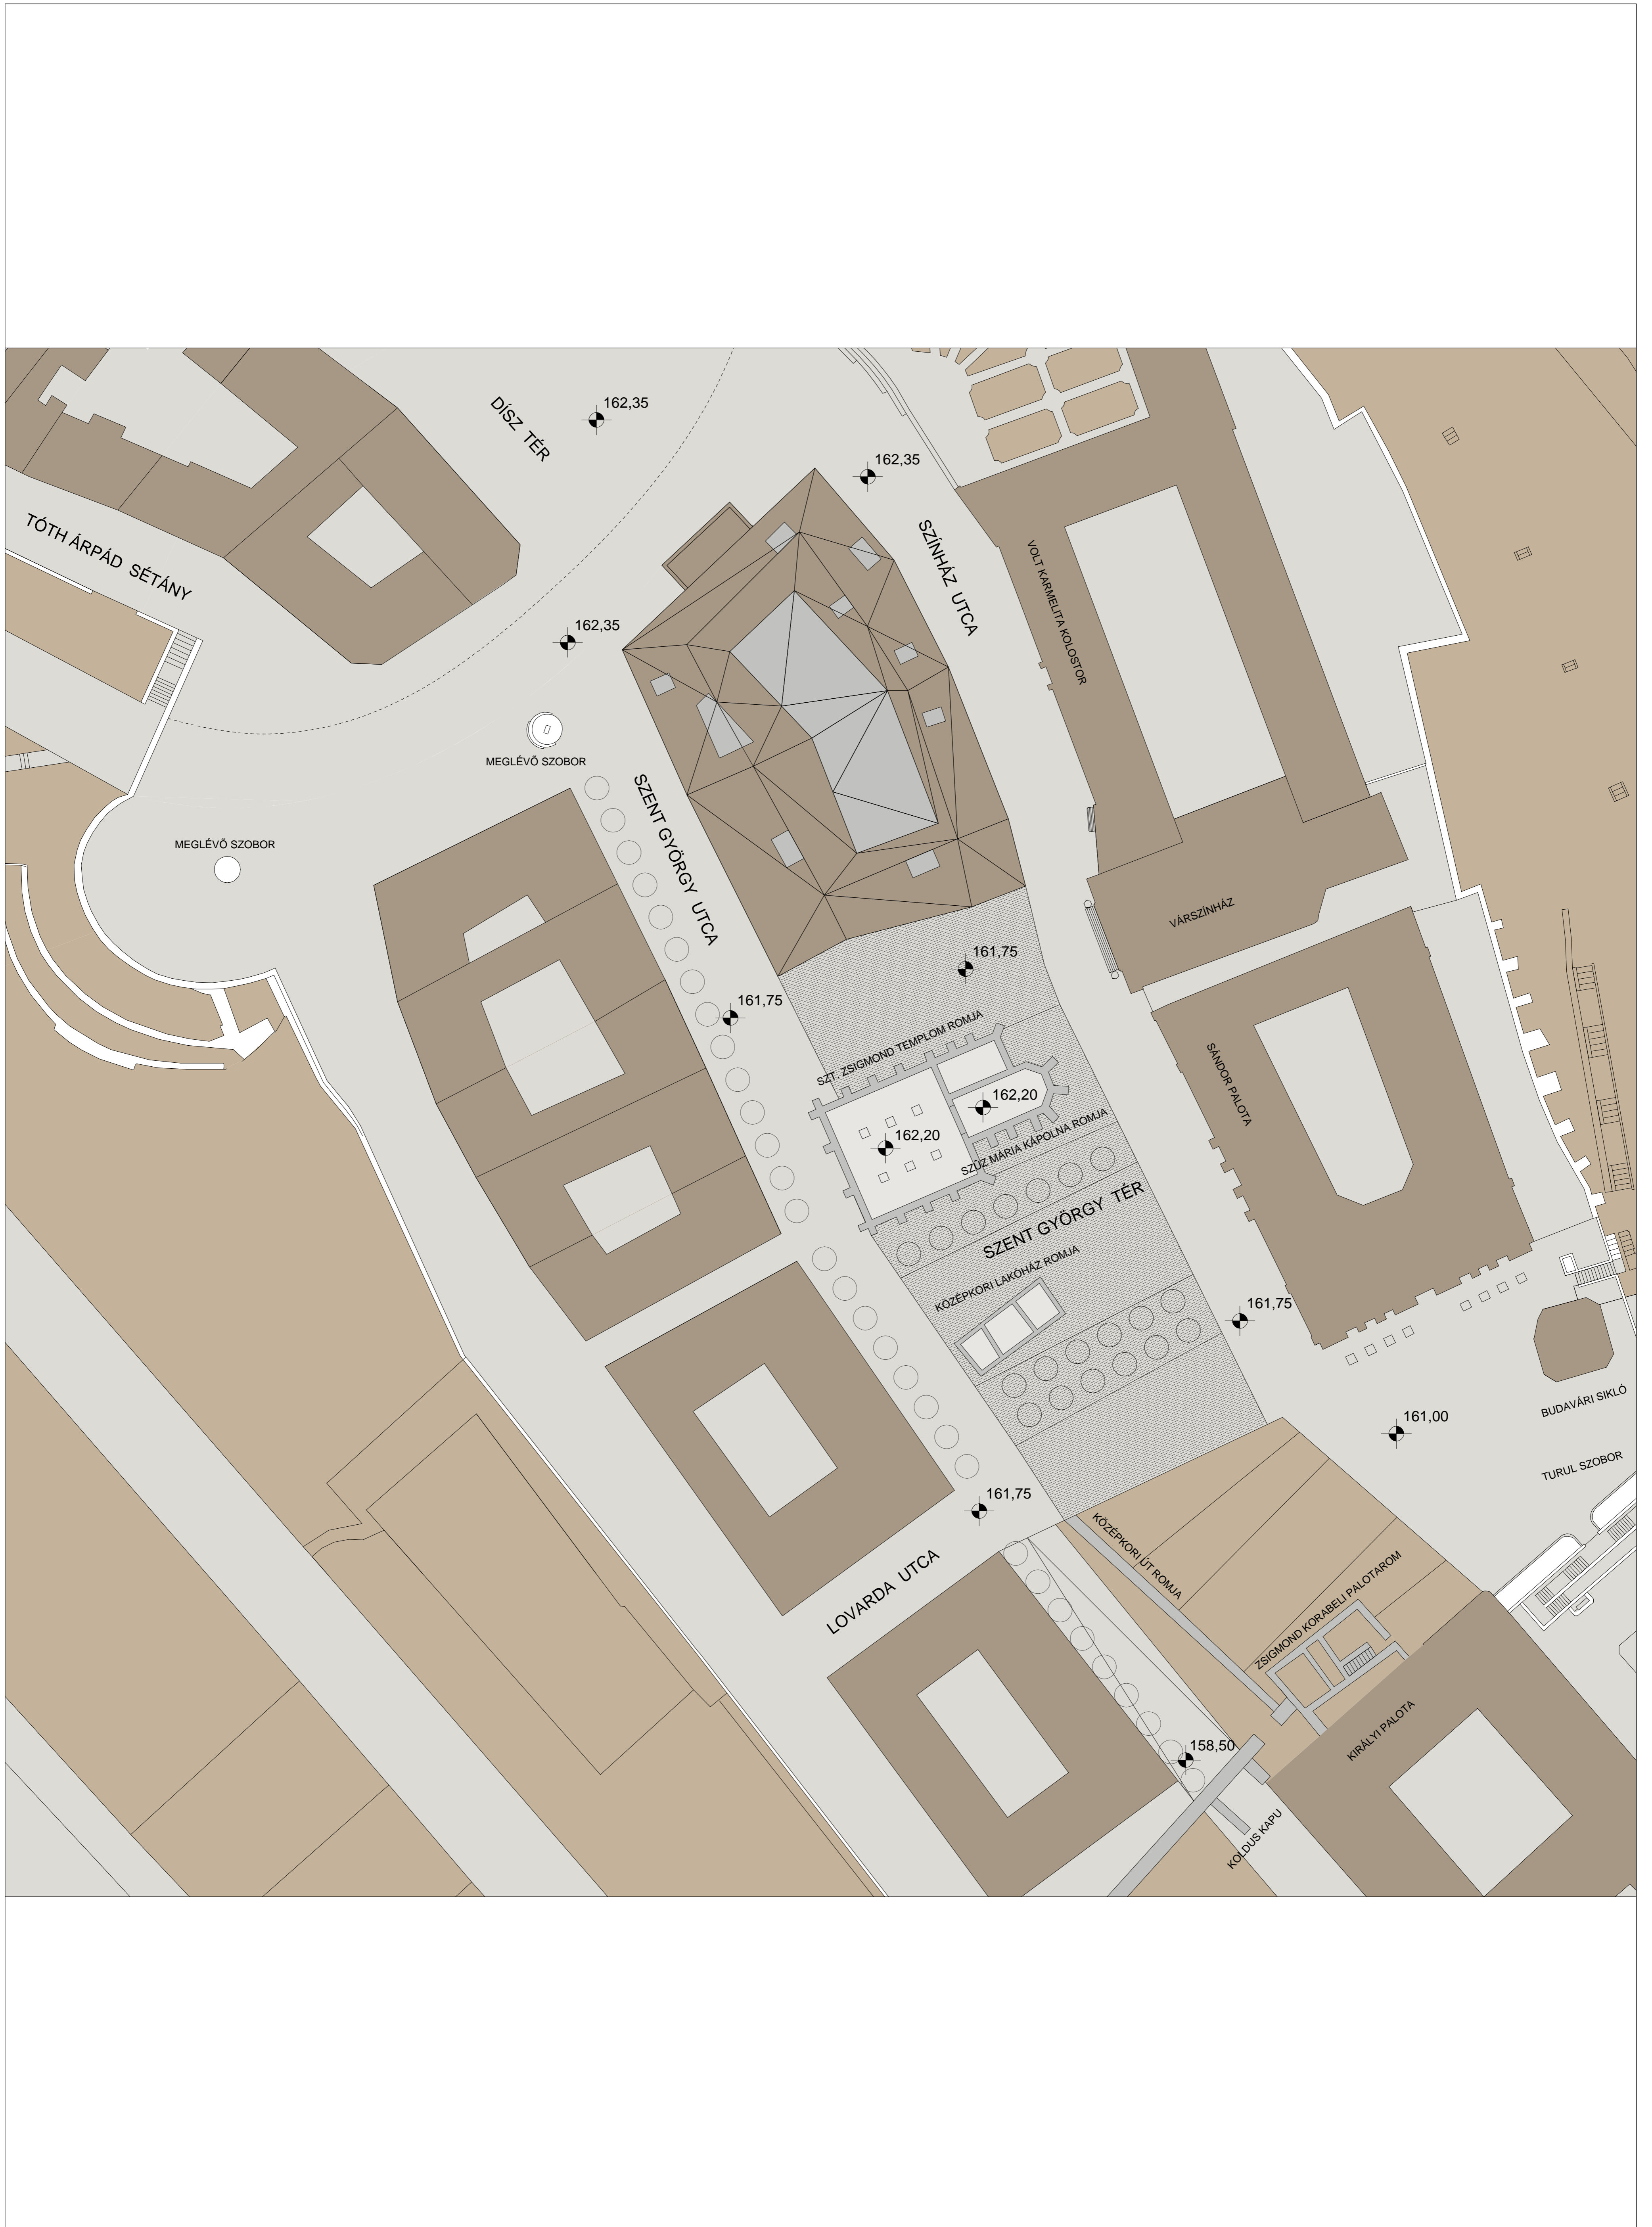 DÍSZ TÉR
162,35
162,35
TÓTH ÁRPÁD SÉTÁNY
SZÍNHÁZ UTCA
VOLT KARMELITA KOLOSTOR
162,35
MEGLÉVŐ SZOBOR
SZENT GYÖRGY UTCA
MEGLÉVŐ SZOBOR
VÁRSZÍNHÁZ
161,75
161,75
SZT. ZSIGMOND TEMPLOM ROMJA
SÁNDOR PALOTA
162,20
162,20
SZŰZ MÁRIA KÁPOLNA ROMJA
SZENT GYÖRGY TÉR
KÖZÉPKORI LAKÓHÁZ ROMJA
161,75
BUDAVÁRI SIKLÓ
161,00
TURUL SZOBOR
161,75
KÖZÉPKORI ÚT ROMJA
LOVARDA UTCA
ZSIGMOND KORABELI PALOTAROM
KIRÁLYI PALOTA
158,50
KOLDUS KAPU